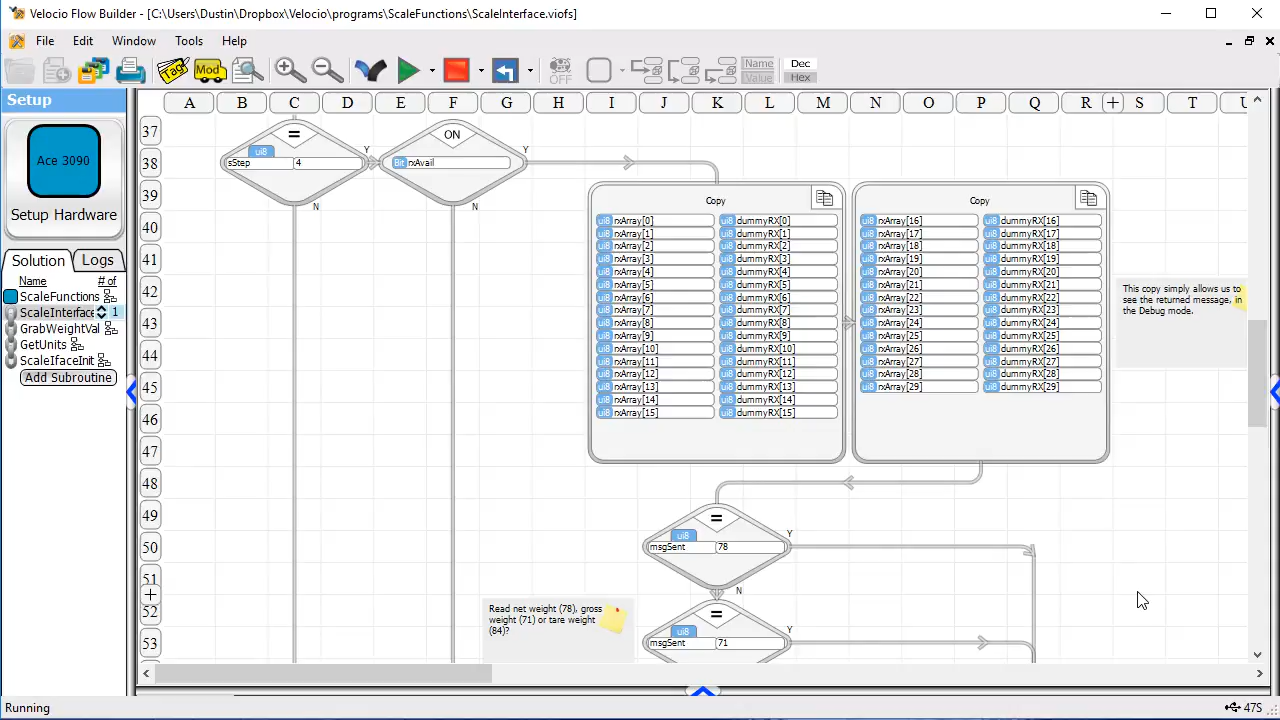 Velocio Flow Builder - [C:\Users\Dustin\Dropbox\Velocio\programs\ScaleFunctions\ScaleInterface.viofs]
File Edit Window Tools Help
Tag Mod OFF Name Value Dec Hex
Setup
Ace 3090
Setup Hardware
Solution Logs
Name # of
ScaleFunctions
ScaleInterface 1
GrabWeightVal
GetUnits
ScaleIfaceInit
Add Subroutine
A B C D E F G H I J K L M N O P Q R + S T U
37
38
39
40
41
42
43
44
45
46
47
48
49
50
51
+
52
53
=
ui8
sStep 4
Y
N
ON
Bit rxAvail
Y
N
Copy
ui8 rxArray[0] ui8 dummyRX[0]
ui8 rxArray[1] ui8 dummyRX[1]
ui8 rxArray[2] ui8 dummyRX[2]
ui8 rxArray[3] ui8 dummyRX[3]
ui8 rxArray[4] ui8 dummyRX[4]
ui8 rxArray[5] ui8 dummyRX[5]
ui8 rxArray[6] ui8 dummyRX[6]
ui8 rxArray[7] ui8 dummyRX[7]
ui8 rxArray[8] ui8 dummyRX[8]
ui8 rxArray[9] ui8 dummyRX[9]
ui8 rxArray[10] ui8 dummyRX[10]
ui8 rxArray[11] ui8 dummyRX[11]
ui8 rxArray[12] ui8 dummyRX[12]
ui8 rxArray[13] ui8 dummyRX[13]
ui8 rxArray[14] ui8 dummyRX[14]
ui8 rxArray[15] ui8 dummyRX[15]
Copy
ui8 rxArray[16] ui8 dummyRX[16]
ui8 rxArray[17] ui8 dummyRX[17]
ui8 rxArray[18] ui8 dummyRX[18]
ui8 rxArray[19] ui8 dummyRX[19]
ui8 rxArray[20] ui8 dummyRX[20]
ui8 rxArray[21] ui8 dummyRX[21]
ui8 rxArray[22] ui8 dummyRX[22]
ui8 rxArray[23] ui8 dummyRX[23]
ui8 rxArray[24] ui8 dummyRX[24]
ui8 rxArray[25] ui8 dummyRX[25]
ui8 rxArray[26] ui8 dummyRX[26]
ui8 rxArray[27] ui8 dummyRX[27]
ui8 rxArray[28] ui8 dummyRX[28]
ui8 rxArray[29] ui8 dummyRX[29]
This copy simply allows us to
see the returned message, in
the Debug mode.
=
ui8
msgSent 78
Y
N
Read net weight (78), gross
weight (71) or tare weight
(84)?
=
ui8
msgSent 71
Y
Running
47S